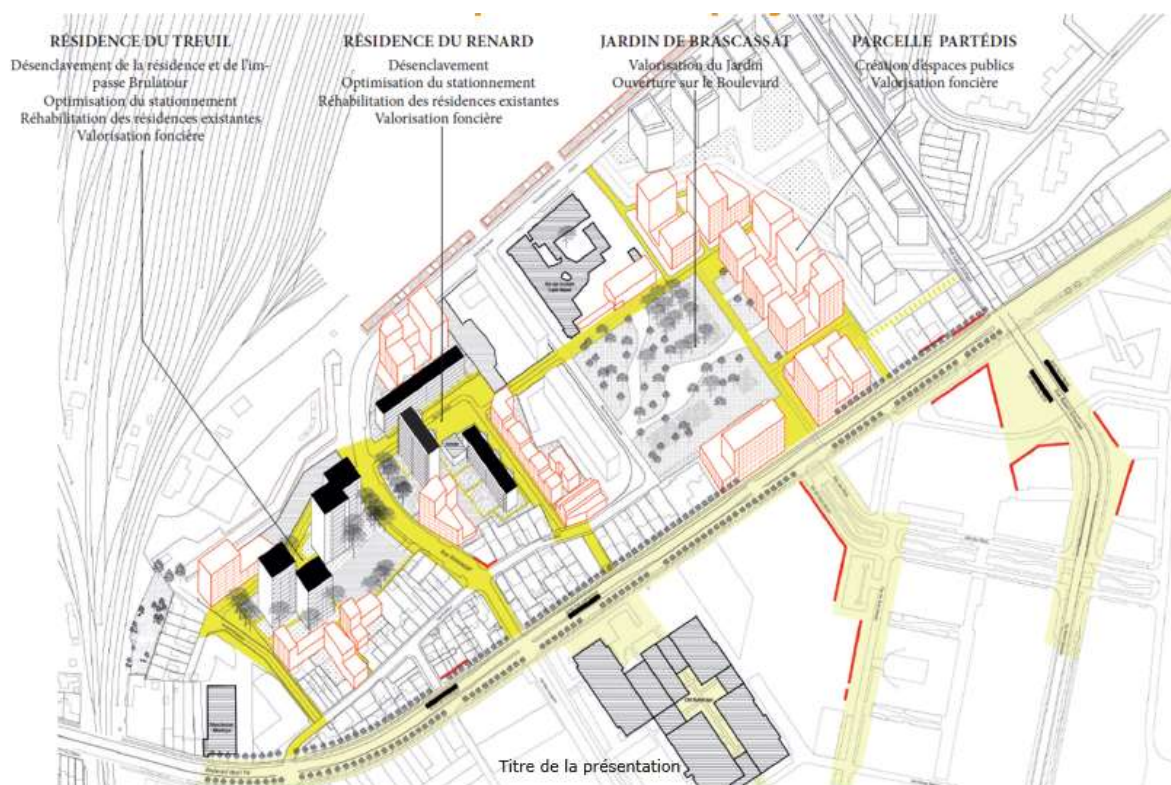 RÉSIDENCE DU TREUIL
Désenclavement de la résidence et de l'im-
passe Brulatour
Optimisation du stationnement
Réhabilitation des résidences existantes
Valorisation foncière
RÉSIDENCE DU RENARD
Désenclavement
Optimisation du stationnement
Réhabilitation des résidences existantes
Valorisation foncière
JARDIN DE BRASCASSAT
Valorisation du Jardin
Ouverture sur le Boulevard
PARCELLE PARTÉDIS
Création d'espaces publics
Valorisation foncière
Titre de la présentation